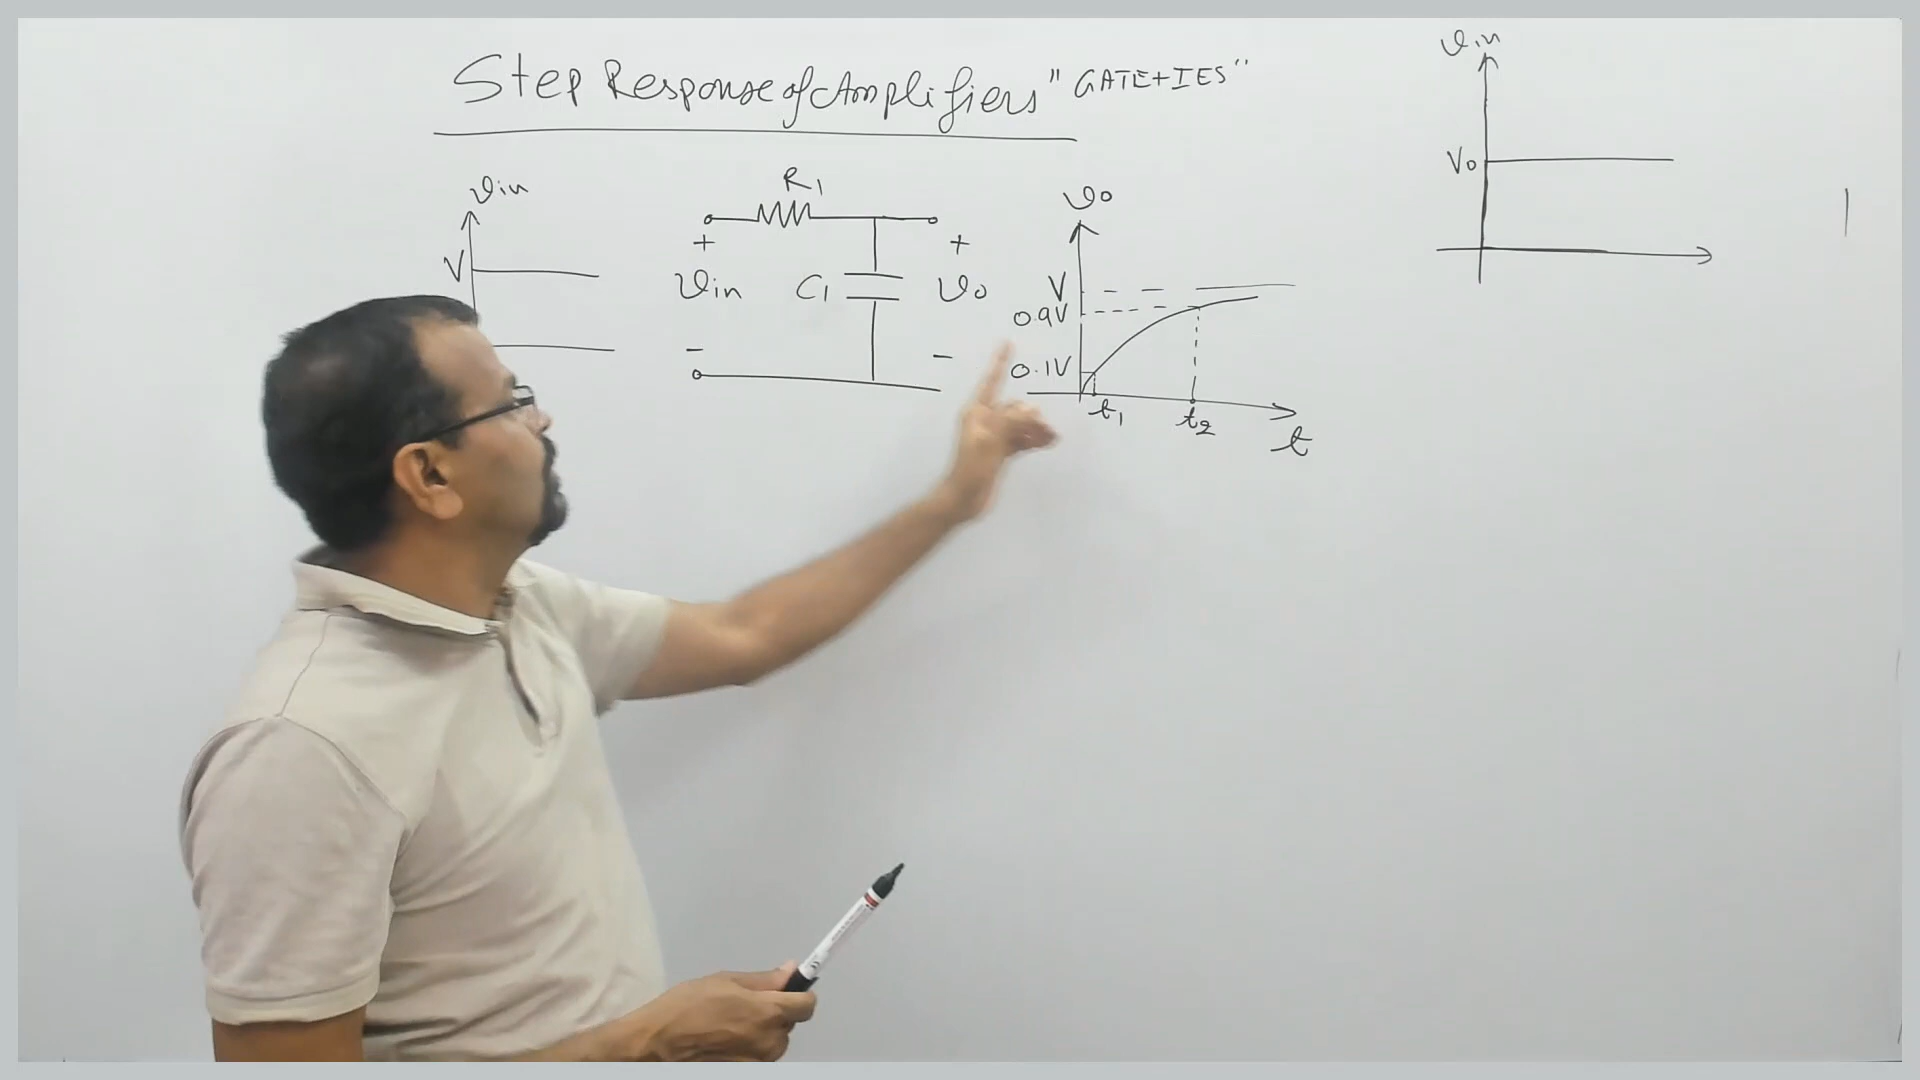 Step Response of Amplifiers "GATE+IES"
vin
V
R1
+
vin
-
C1
+
vo
-
vo
V
0.9V
0.1V
t1
t2
t
vin
Vo